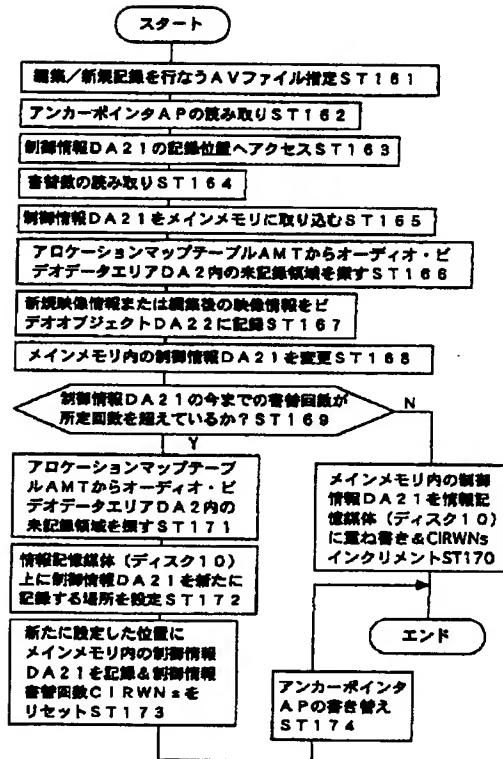 スタート
編集／新規記録を行なうAVファイル指定ST161
アンカーポインタAPの読み取りST162
制御情報DA21の記録位置へアクセスST163
書替数の読み取りST164
制御情報DA21をメインメモリに取り込むST165
アロケーションマップテーブルAMTからオーディオ・ビ
デオデータエリアDA2内の未記録領域を探すST166
新規映像情報または編集後の映像情報をビ
デオオブジェクトDA22に記録ST167
メインメモリ内の制御情報DA21を変更ST168
制御情報DA21の今までの書替回数が
所定回数を超えているか？ST169
N
Y
アロケーションマップテーブ
ルAMTからオーディオ・ビ
デオデータエリアDA2内の
未記録領域を探すST171
情報記憶媒体（ディスク10）
上に制御情報DA21を新たに
記録する場所を設定ST172
新たに設定した位置に
メインメモリ内の制御情報
DA21を記録&制御情報
書替回数CIRWNsを
リセットST173
メインメモリ内の制御
情報DA21を情報記
憶媒体（ディスク10）
に重ね書き&CIRWNs
インクリメントST170
エンド
アンカーポインタ
APの書き替え
ST174